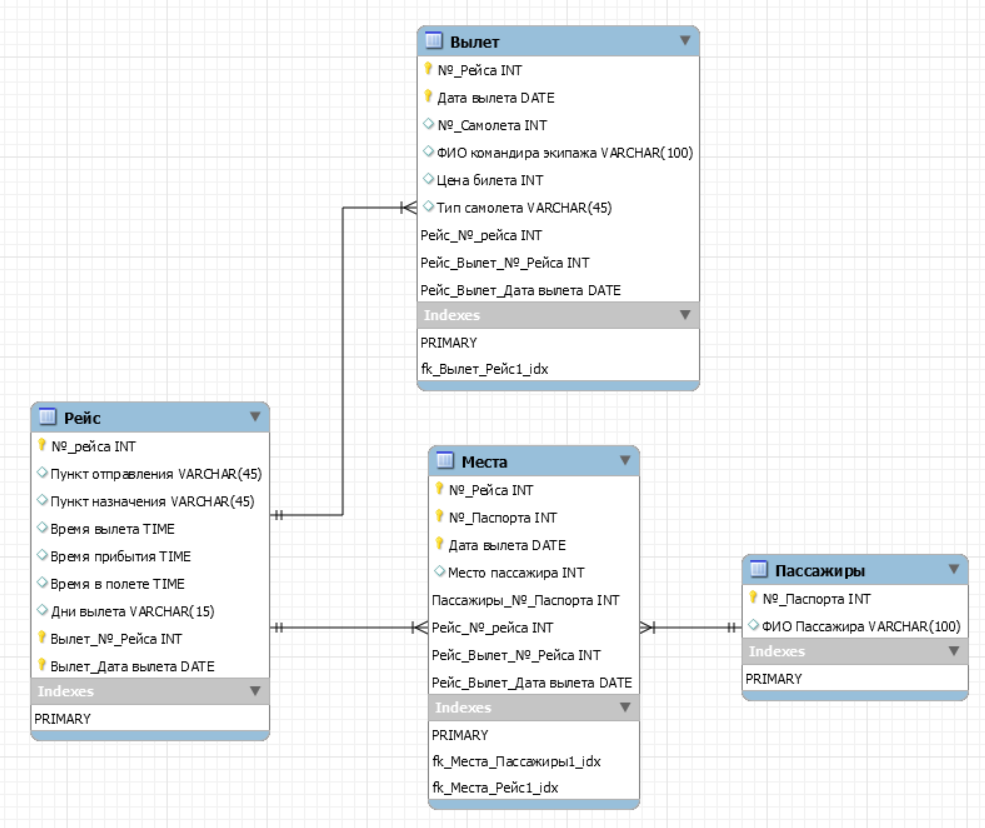 Вылет
№_Рейса INT
Дата вылета DATE
№_Самолета INT
ФИО командира экипажа VARCHAR(100)
Цена билета INT
Тип самолета VARCHAR(45)
Рейс_№_рейса INT
Рейс_Вылет_№_Рейса INT
Рейс_Вылет_Дата вылета DATE
Indexes
PRIMARY
fk_Вылет_Рейс1_idx
Рейс
№_рейса INT
Пункт отправления VARCHAR(45)
Пункт назначения VARCHAR(45)
Время вылета TIME
Время прибытия TIME
Время в полете TIME
Дни вылета VARCHAR(15)
Вылет_№_Рейса INT
Вылет_Дата вылета DATE
Indexes
PRIMARY
Места
№_Рейса INT
№_Паспорта INT
Дата вылета DATE
Место пассажира INT
Пассажиры_№_Паспорта INT
Рейс_№_рейса INT
Рейс_Вылет_№_Рейса INT
Рейс_Вылет_Дата вылета DATE
Indexes
PRIMARY
fk_Места_Пассажиры1_idx
fk_Места_Рейс1_idx
Пассажиры
№_Паспорта INT
ФИО Пассажира VARCHAR(100)
Indexes
PRIMARY